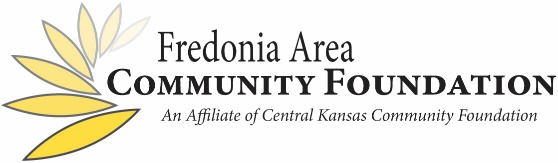 Fredonia Area
Community Foundation
An Affiliate of Central Kansas Community Foundation